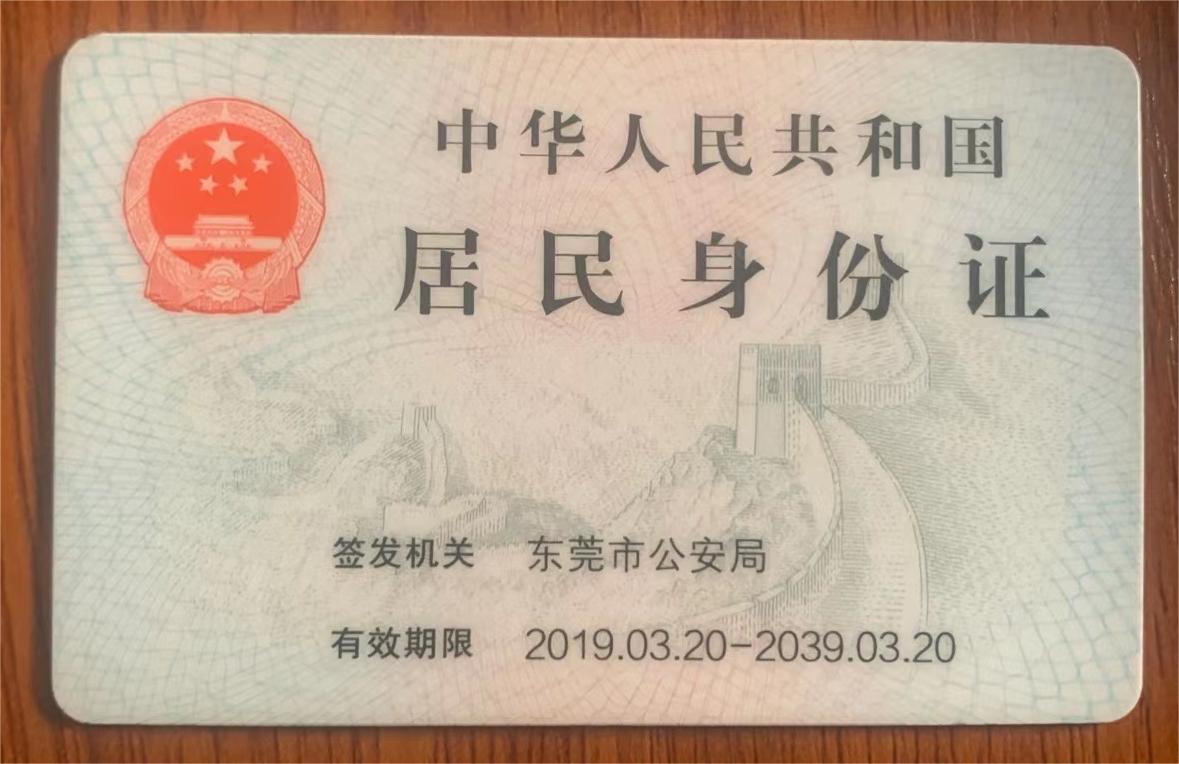 中华人民共和国
居民身份证
签发机关 东莞市公安局
有效期限 2019.03.20-2039.03.20